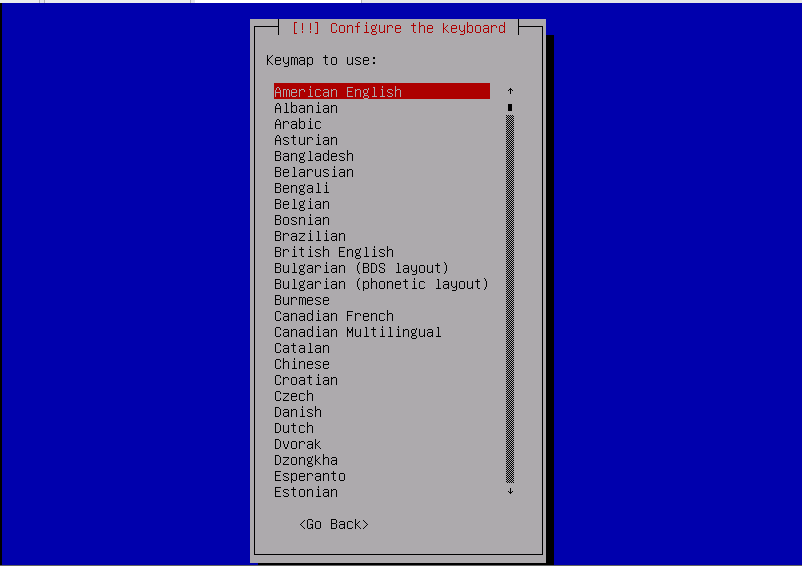 [!!] Configure the keyboard
Keymap to use:
American English
Albanian
Arabic
Asturian
Bangladesh
Belarusian
Bengali
Belgian
Bosnian
Brazilian
British English
Bulgarian (BDS layout)
Bulgarian (phonetic layout)
Burmese
Canadian French
Canadian Multilingual
Catalan
Chinese
Croatian
Czech
Danish
Dutch
Dvorak
Dzongkha
Esperanto
Estonian
<Go Back>